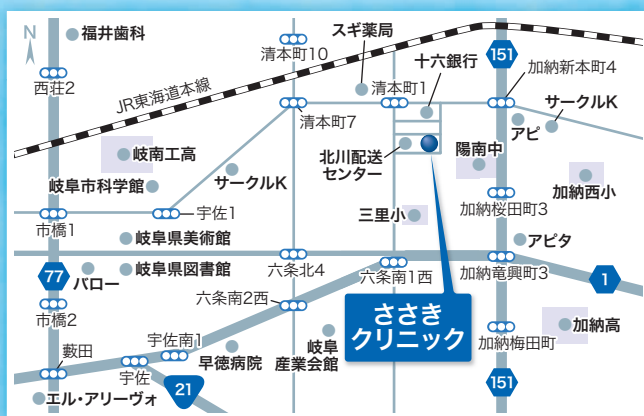 N
福井歯科
清本町10
スギ薬局
151
西荘2
JR東海道本線
十六銀行
清本町1
加納新本町4
清本町7
アピ
サークルK
岐南工高
北川配送
センター
陽南中
岐阜市科学館
サークルK
加納西小
市橋1
宇佐1
三里小
加納桜田町3
岐阜県美術館
アピタ
77
バロー
岐阜県図書館
六条北4
六条南1西
加納竜興町3
1
市橋2
六条南2西
ささき
クリニック
宇佐南1
早徳病院
岐阜
産業会館
加納梅田町
加納高
藪田
宇佐
21
エル・アリーヴォ
151